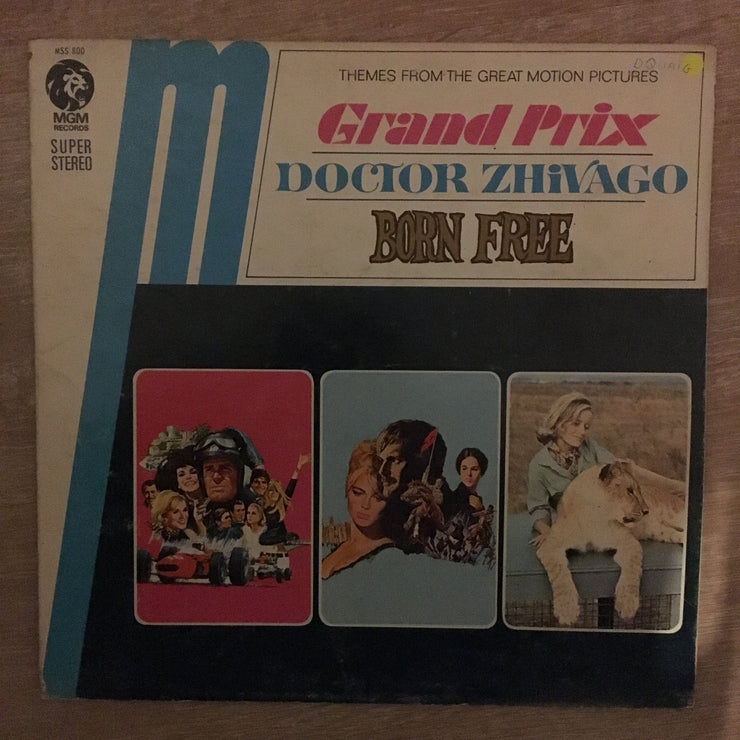 MSS 800
MGM
RECORDS
SUPER
STEREO
THEMES FROM THE GREAT MOTION PICTURES
Grand Prix
DOCTOR ZHiVAGO
BORN FREE